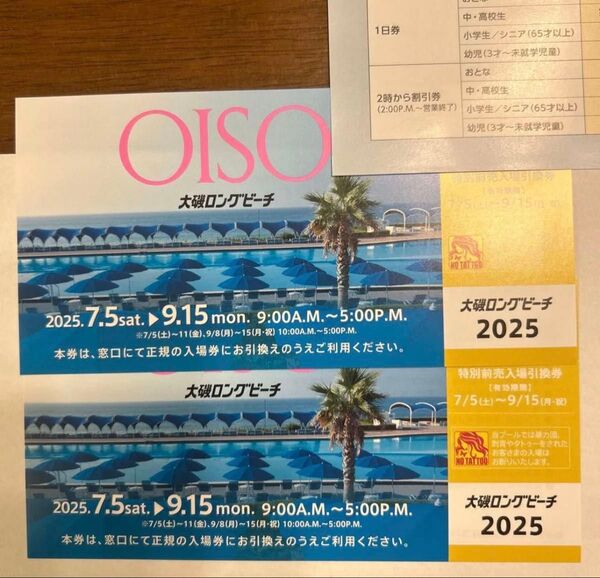 1日券
中・高校生
小学生／シニア(65才以上)
幼児(3才～未就学児童)
2時から割引券
(2:00P.M.～営業終了)
おとな
中・高校生
小学生／シニア(65才以上)
幼児(3才～未就学児童)
OISO
大磯ロングビーチ
2025.7.5sat.▶9.15mon. 9:00A.M.～5:00P.M.
※7/5(土)～11(金)、9/8(月)～15(月・祝) 10:00A.M.～5:00P.M.
本券は、窓口にて正規の入場券にお引換えのうえご利用ください。
特別前売入場引換券
[有効期限]
NO TATTOO
大磯ロングビーチ
2025
2025.7.5sat.▶9.15mon. 9:00A.M.～5:00P.M.
※7/5(土)～11(金)、9/8(月)～15(月・祝) 10:00A.M.～5:00P.M.
本券は、窓口にて正規の入場券にお引換えのうえご利用ください。
特別前売入場引換券
[有効期限]
7/5(土)～9/15(月・祝)
NO TATTOO
当プールでは暴力団、
刺青やタトゥーをされた
お客さまの入場は
お断りいたします。
大磯ロングビーチ
2025